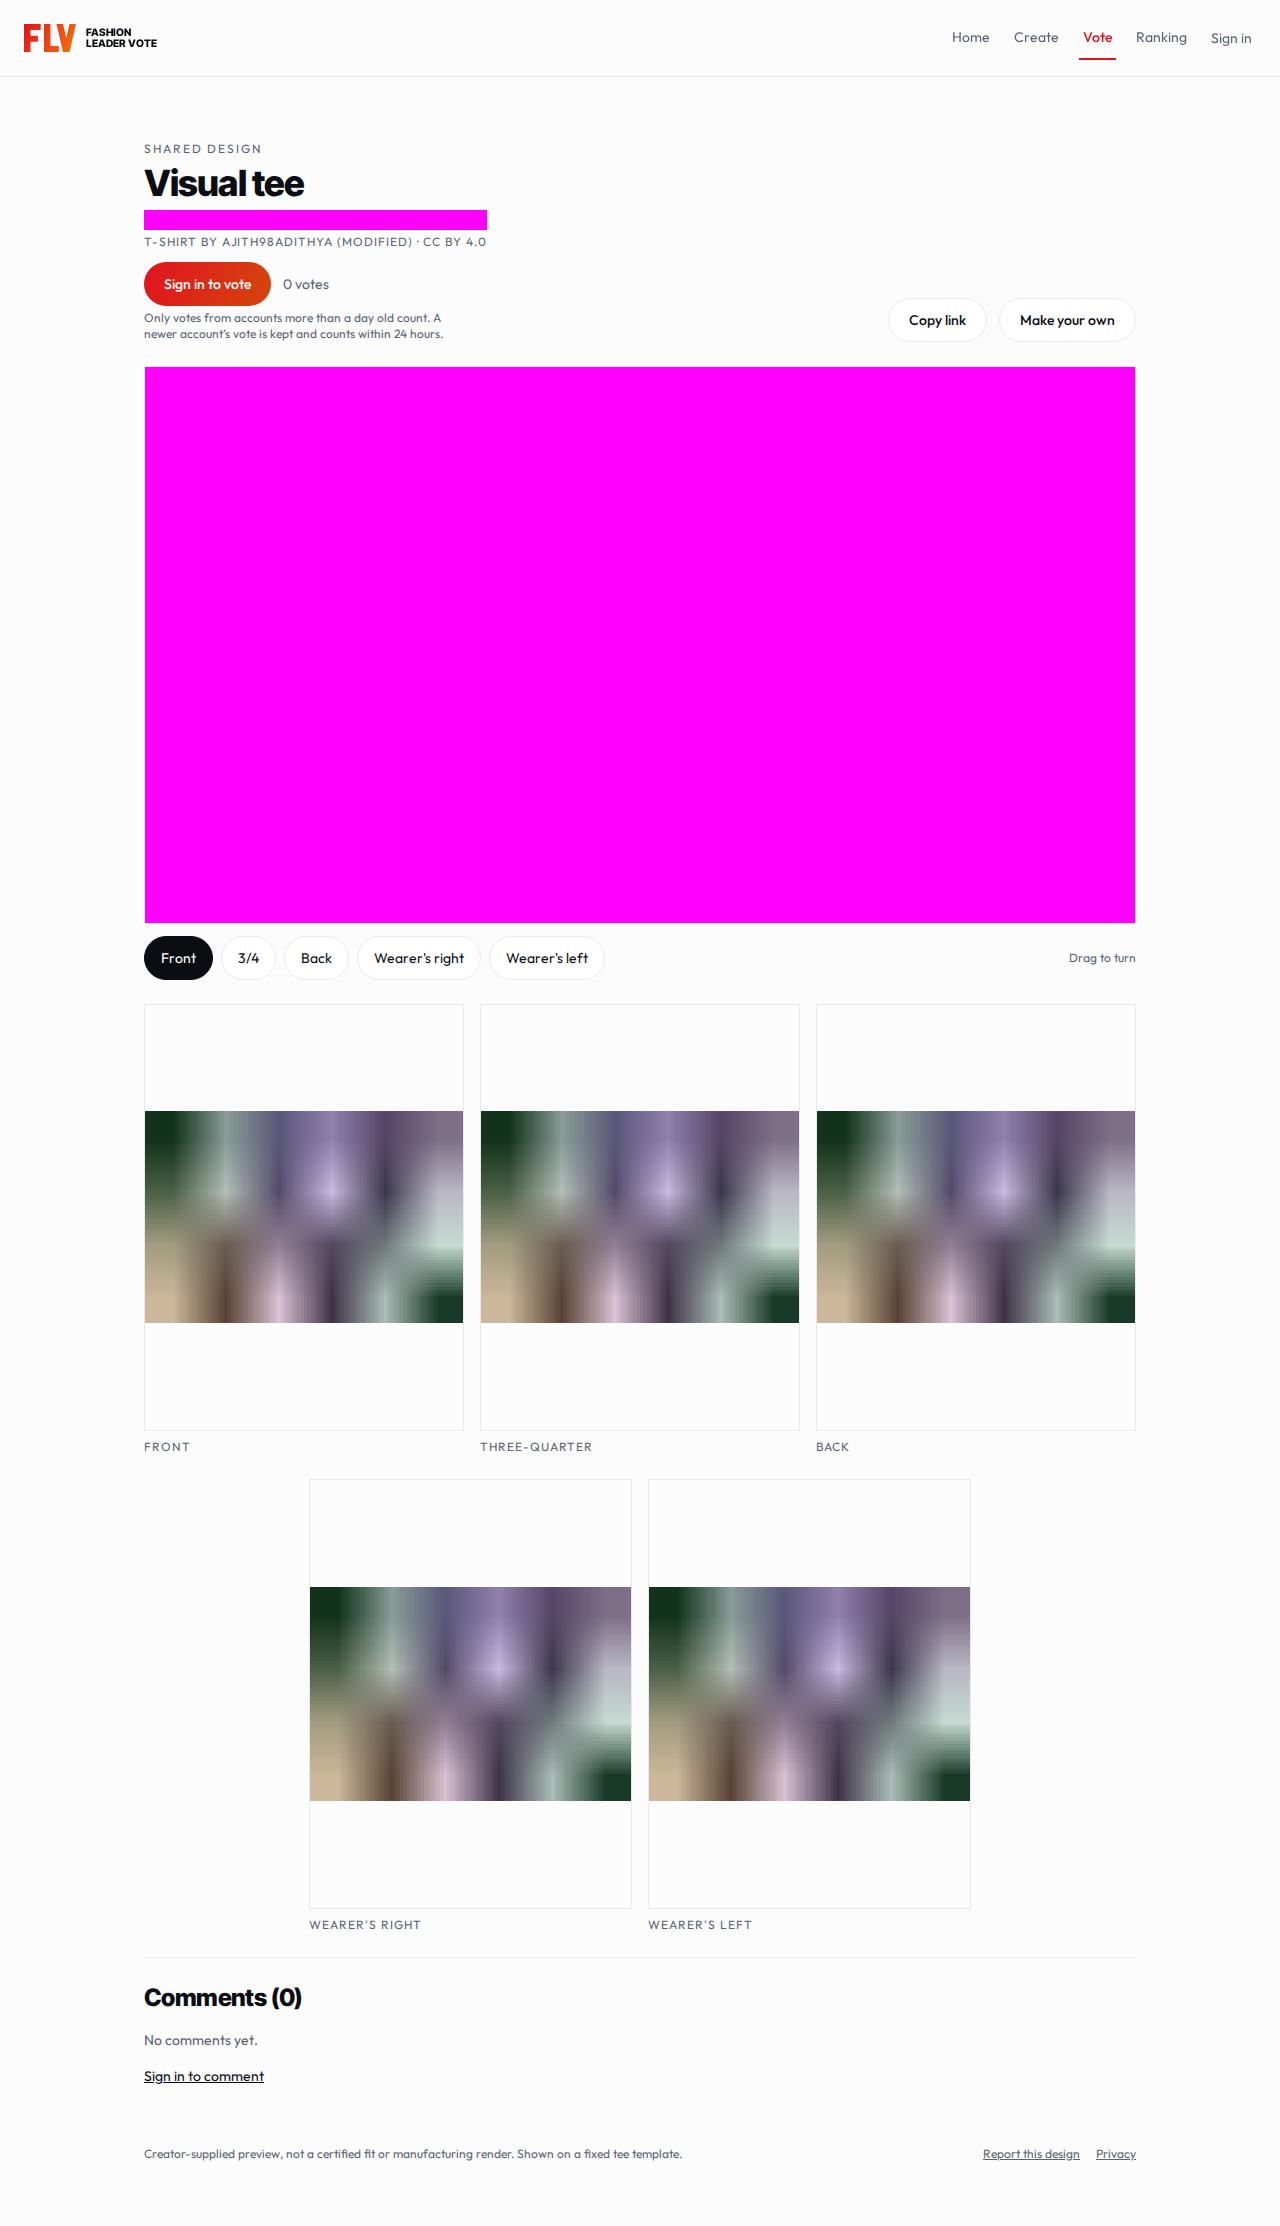 FLV FASHION
LEADER VOTE
Home Create Vote Ranking Sign in
SHARED DESIGN
Visual tee
T-SHIRT BY AJITH98ADITHYA (MODIFIED) · CC BY 4.0
Sign in to vote 0 votes
Only votes from accounts more than a day old count. A
newer account's vote is kept and counts within 24 hours.
Copy link Make your own
Front 3/4 Back Wearer's right Wearer's left Drag to turn
FRONT THREE-QUARTER BACK
WEARER'S RIGHT WEARER'S LEFT
Comments (0)
No comments yet.
Sign in to comment
Creator-supplied preview, not a certified fit or manufacturing render. Shown on a fixed tee template. Report this design Privacy